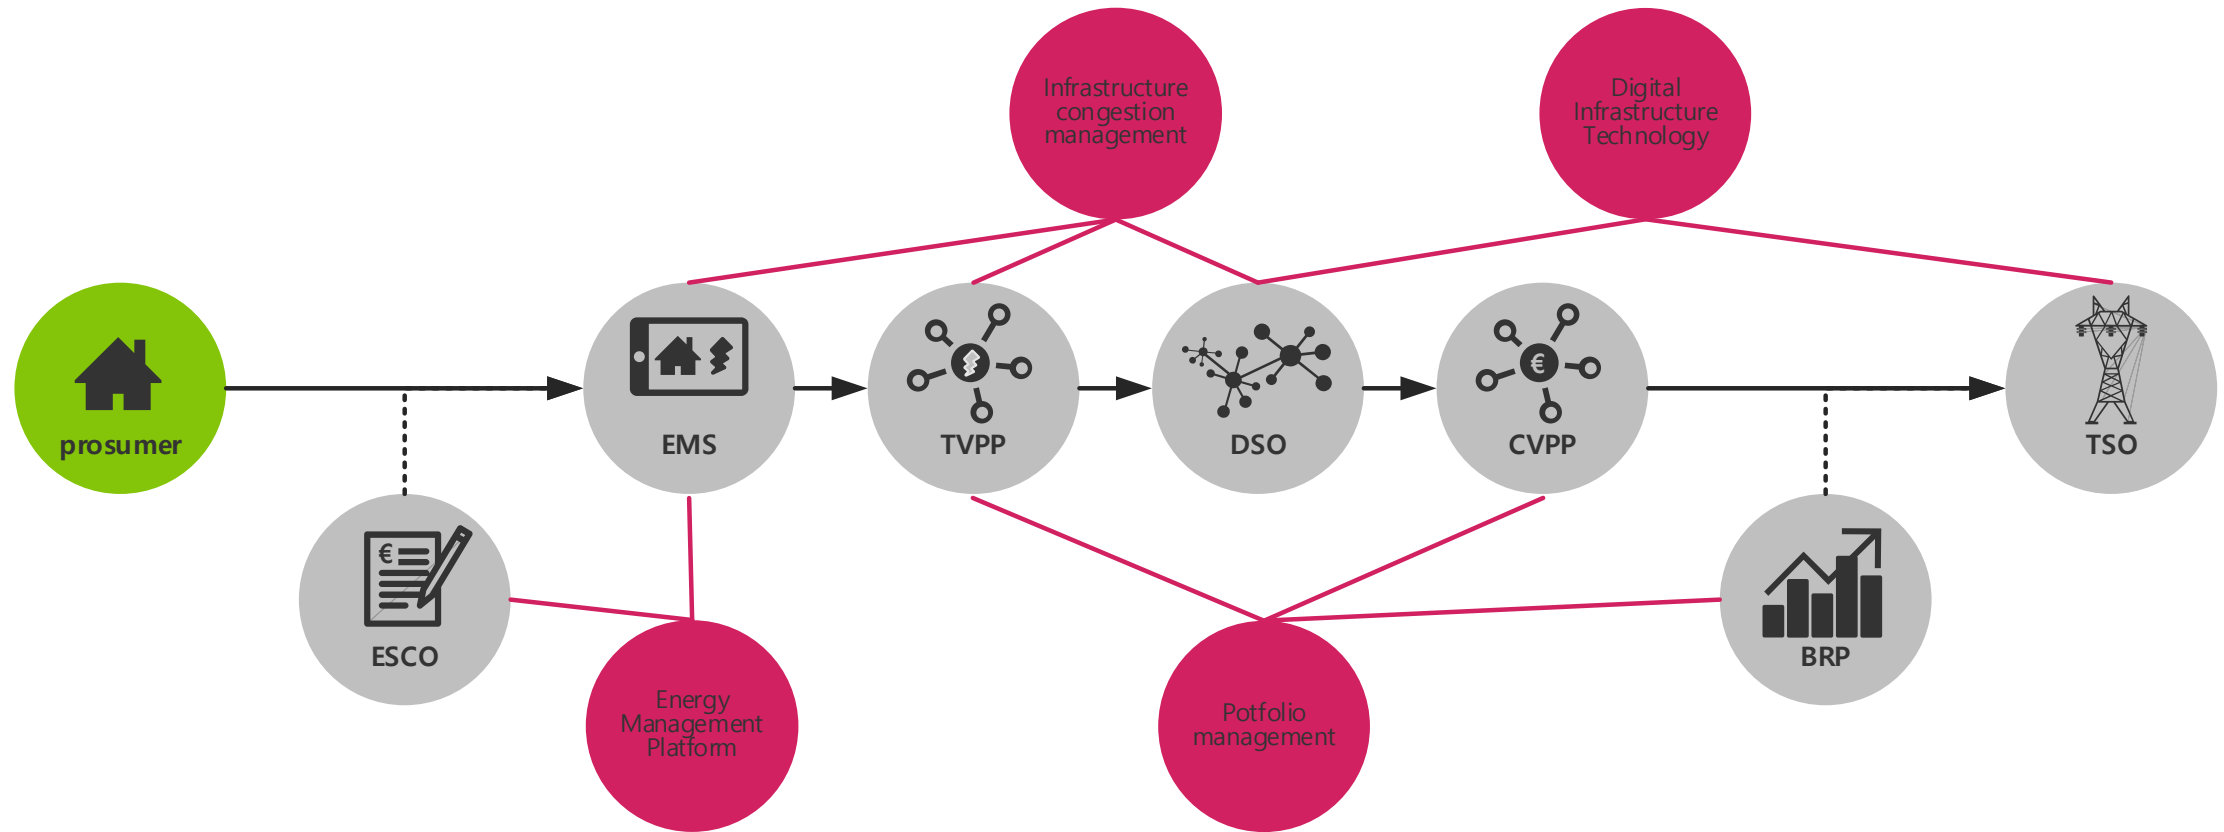 Infrastructure
congestion
management
Digital
Infrastructure
Technology
prosumer
EMS
TVPP
DSO
€
CVPP
TSO
€
ESCO
BRP
Energy
Management
Platform
Potfolio
management